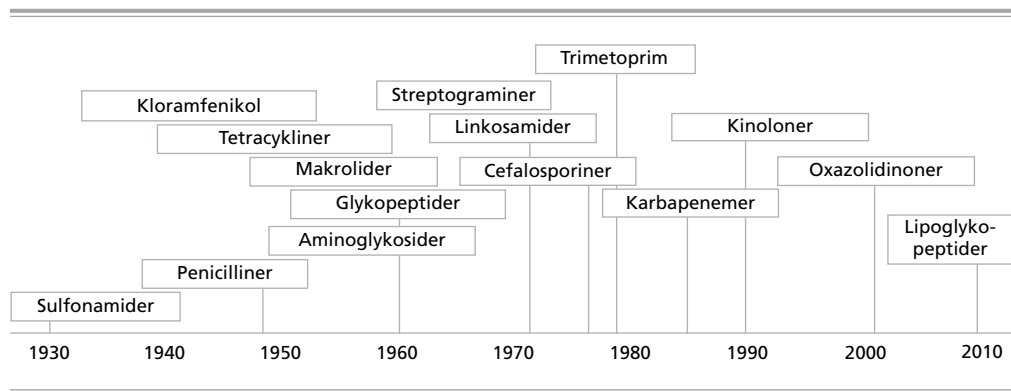 Trimetoprim
Streptograminer
Kloramfenikol
Linkosamider
Kinoloner
Tetracykliner
Makrolider
Cefalosporiner
Oxazolidinoner
Glykopeptider
Karbapenemer
Lipoglyko-
peptider
Aminoglykosider
Penicilliner
Sulfonamider
1930 1940 1950 1960 1970 1980 1990 2000 2010